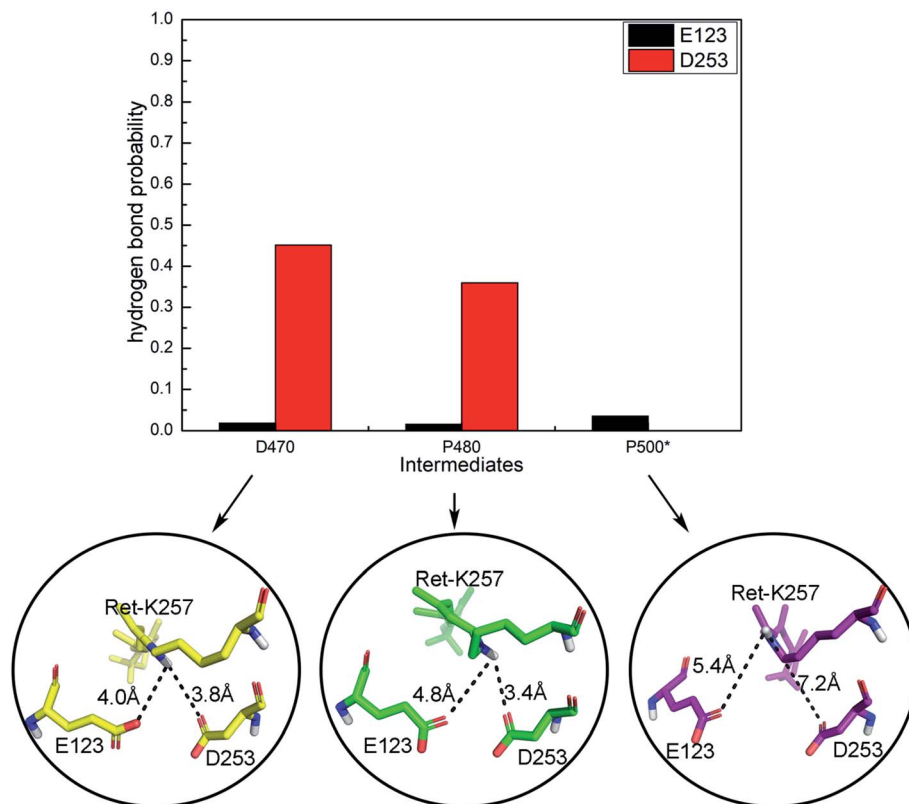 hydrogen bond probability
1.0
0.9
0.8
0.7
0.6
0.5
0.4
0.3
0.2
0.1
0.0
E123
D253
D470
P480
P500*
Intermediates
Ret-K257
4.0Å
3.8Å
E123
D253
Ret-K257
4.8Å
3.4Å
E123
D253
Ret-K257
5.4Å
7.2Å
E123
D253